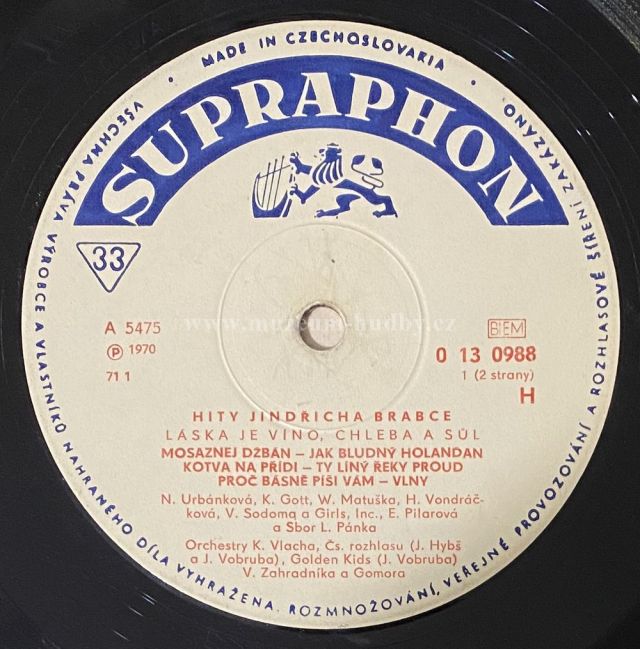 MADE IN CZECHOSLOVAKIA
SUPRAPHON
33
A 5475
℗ 1970
71 1
www.muzeum-hudby.cz
BIEM
0 13 0988
1 (2 strany)
H
HITY JINDŘICHA BRABCE
LÁSKA JE VÍNO, CHLEBA A SŮL
MOSAZNEJ DŽBÁN – JAK BLUDNÝ HOLANDAN
KOTVA NA PŘÍDI – TY LÍNÝ ŘEKY PROUD
PROČ BÁSNĚ PÍŠI VÁM – VLNY
N. Urbánková, K. Gott, W. Matuška, H. Vondráč-
ková, V. Sodoma a Girls, Inc., E. Pilarová
a Sbor L. Pánka
Orchestry K. Vlacha, Čs. rozhlasu (J. Hybš
a J. Vobruba), Golden Kids (J. Vobruba)
V. Zahradníka a Gomora
VŠECHNA PRÁVA VÝROBCE A VLASTNÍKŮ NAHRANÉHO DÍLA VYHRAŽENA. ROZMNOŽOVÁNÍ, VEŘEJNÉ PROVOZOVÁNÍ A ROZHLASOVÉ ŠÍŘENÍ ZAKÁZÁNO